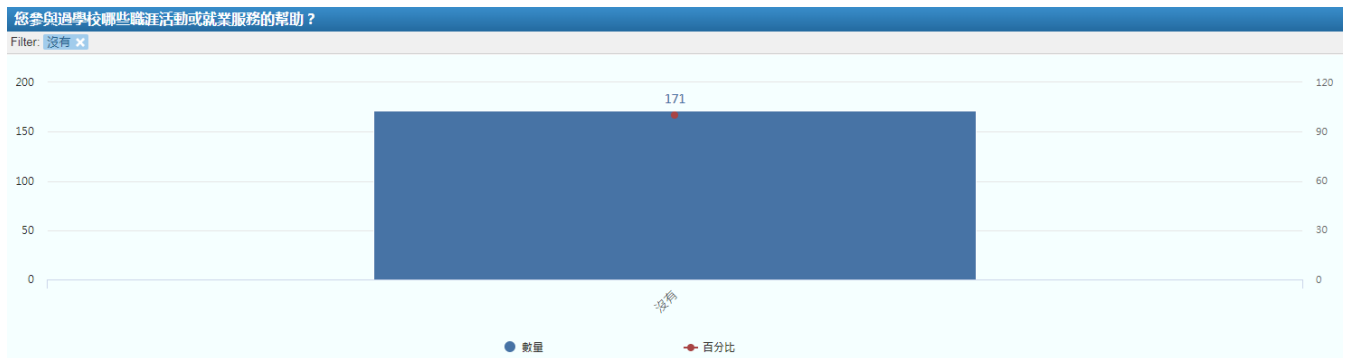 您參與過學校哪些職涯活動或就業服務的幫助？
Filter: 沒有 ×
200 120
171
150 90
100 60
50 30
0 0
沒有
數量 百分比